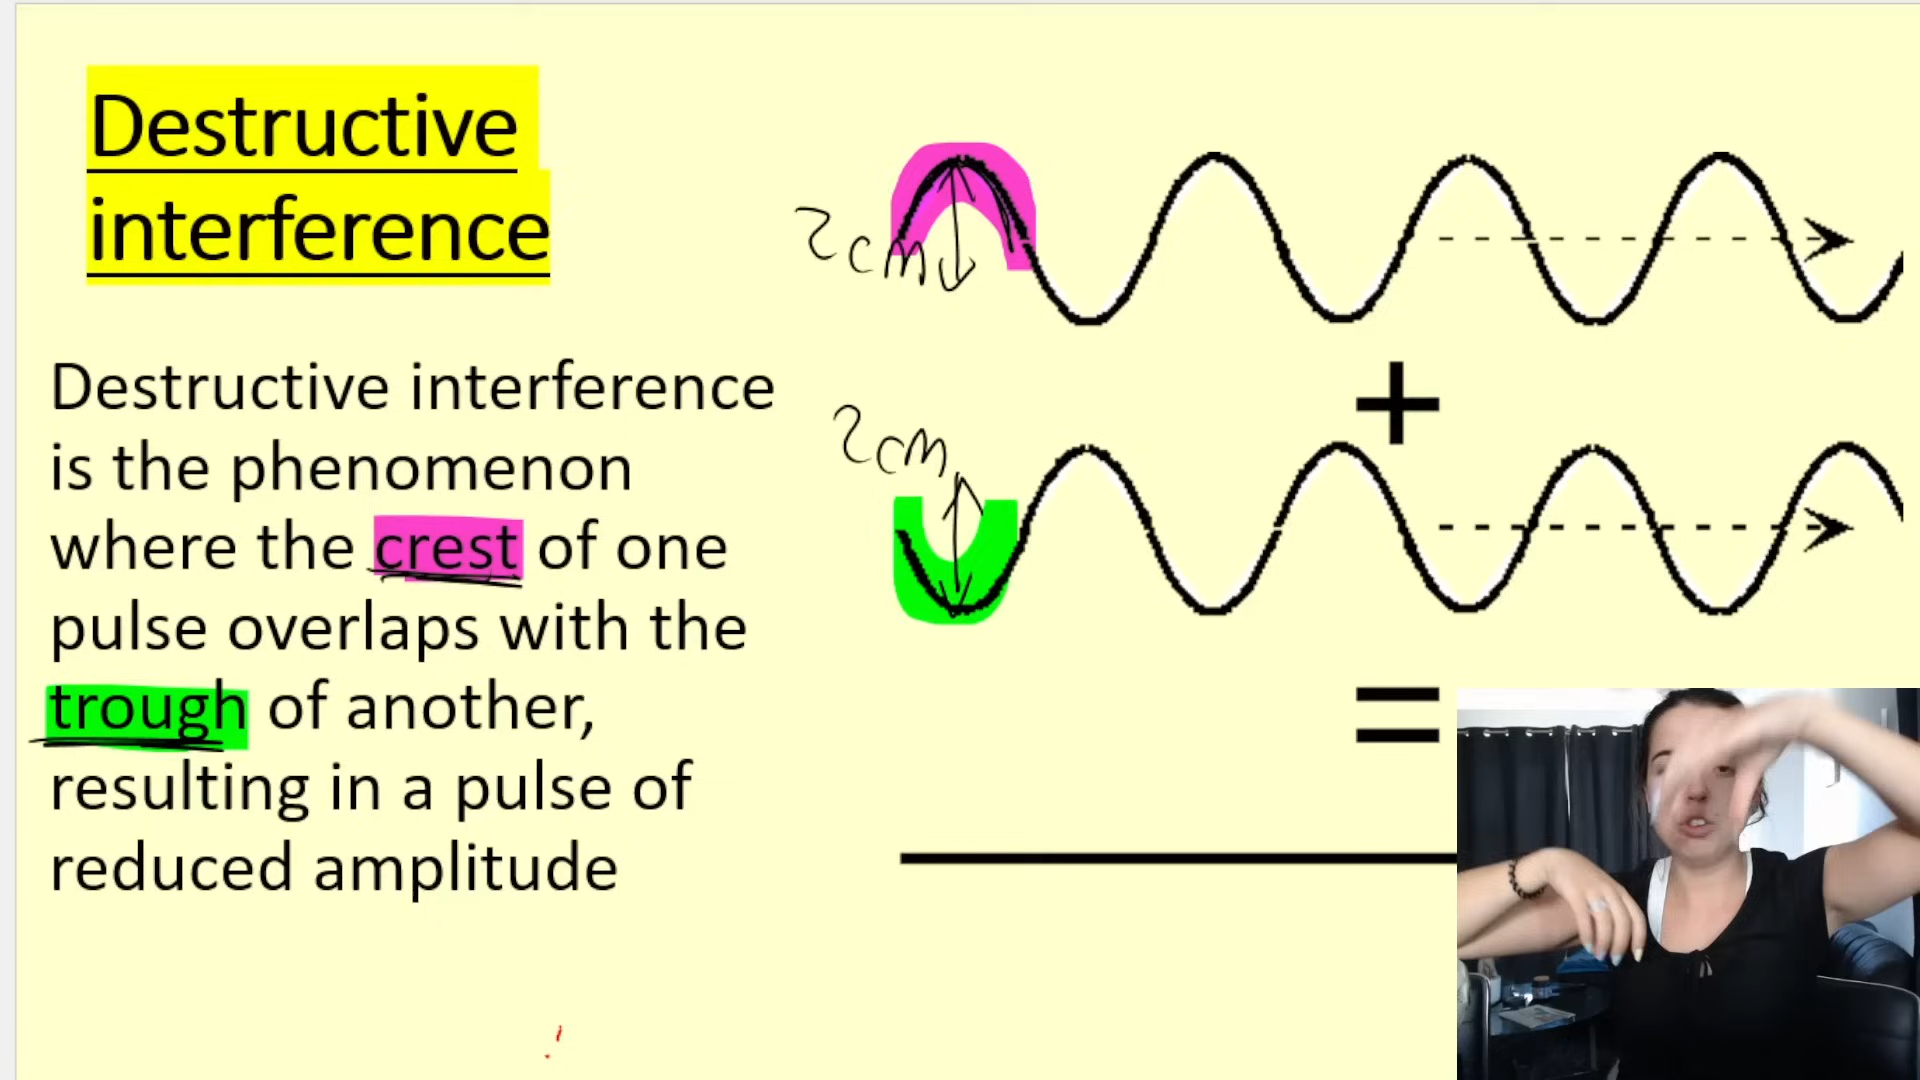 Destructive
interference
Destructive interference
is the phenomenon
where the crest of one
pulse overlaps with the
trough of another,
resulting in a pulse of
reduced amplitude
2cm
+
2cm
=